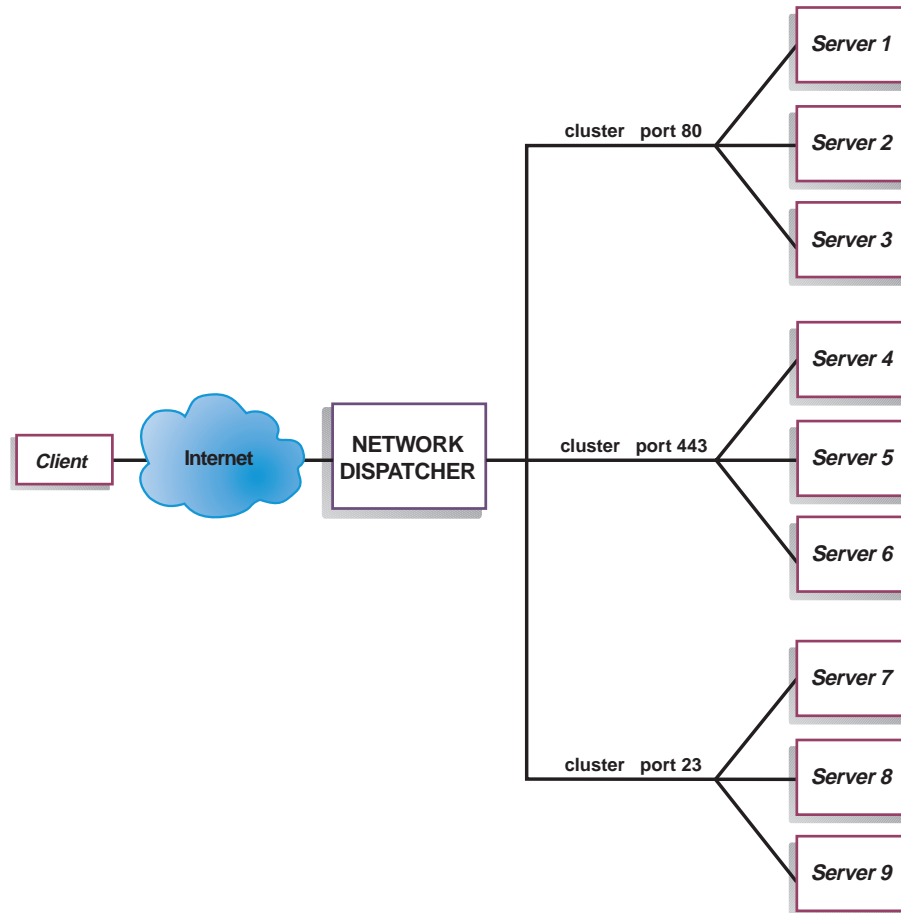 Server 1
cluster port 80
Server 2
Server 3
Server 4
Client
Internet
NETWORK
DISPATCHER
cluster port 443
Server 5
Server 6
Server 7
cluster port 23
Server 8
Server 9